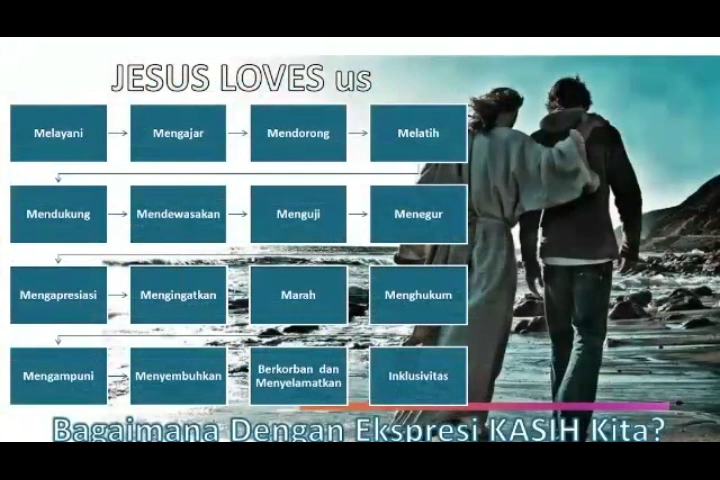 JESUS LOVES us
Melayani
Mengajar
Mendorong
Melatih
Mendukung
Mendewasakan
Menguji
Menegur
Mengapresiasi
Mengingatkan
Marah
Menghukum
Mengampuni
Menyembuhkan
Berkorban dan
Menyelamatkan
Inklusivitas
Bagaimana Dengan Ekspresi KASIH Kita?